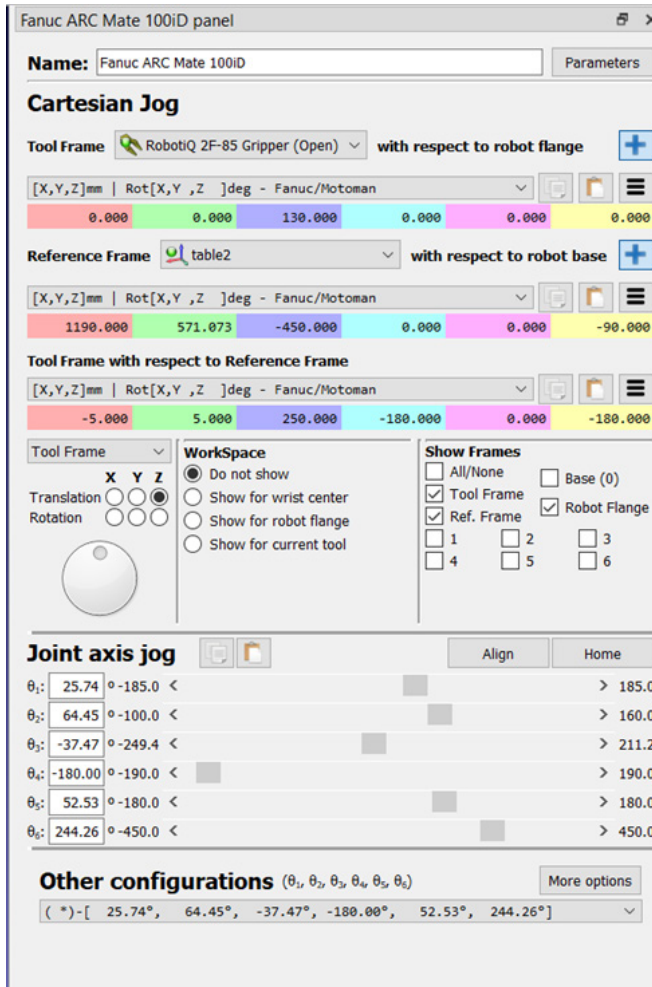 Fanuc ARC Mate 100iD panel
Name: Fanuc ARC Mate 100iD Parameters
Cartesian Jog
Tool Frame RobotiQ 2F-85 Gripper (Open) with respect to robot flange
[X,Y,Z]mm | Rot[X,Y ,Z ]deg - Fanuc/Motoman
0.000 0.000 130.000 0.000 0.000 0.000
Reference Frame table2 with respect to robot base
[X,Y,Z]mm | Rot[X,Y ,Z ]deg - Fanuc/Motoman
1190.000 571.073 -450.000 0.000 0.000 -90.000
Tool Frame with respect to Reference Frame
[X,Y,Z]mm | Rot[X,Y ,Z ]deg - Fanuc/Motoman
-5.000 5.000 250.000 -180.000 0.000 -180.000
Tool Frame
X Y Z
Translation
Rotation
WorkSpace
Do not show
Show for wrist center
Show for robot flange
Show for current tool
Show Frames
All/None Base (0)
Tool Frame
Ref. Frame Robot Flange
1 2 3
4 5 6
Joint axis jog Align Home
θ₁: 25.74 º -185.0 < > 185.0
θ₂: 64.45 º -100.0 < > 160.0
θ₃: -37.47 º -249.4 < > 211.2
θ₄: -180.00 º -190.0 < > 190.0
θ₅: 52.53 º -180.0 < > 180.0
θ₆: 244.26 º -450.0 < > 450.0
Other configurations (θ₁, θ₂, θ₃, θ₄, θ₅, θ₆) More options
( *)-[ 25.74°, 64.45°, -37.47°, -180.00°, 52.53°, 244.26°]